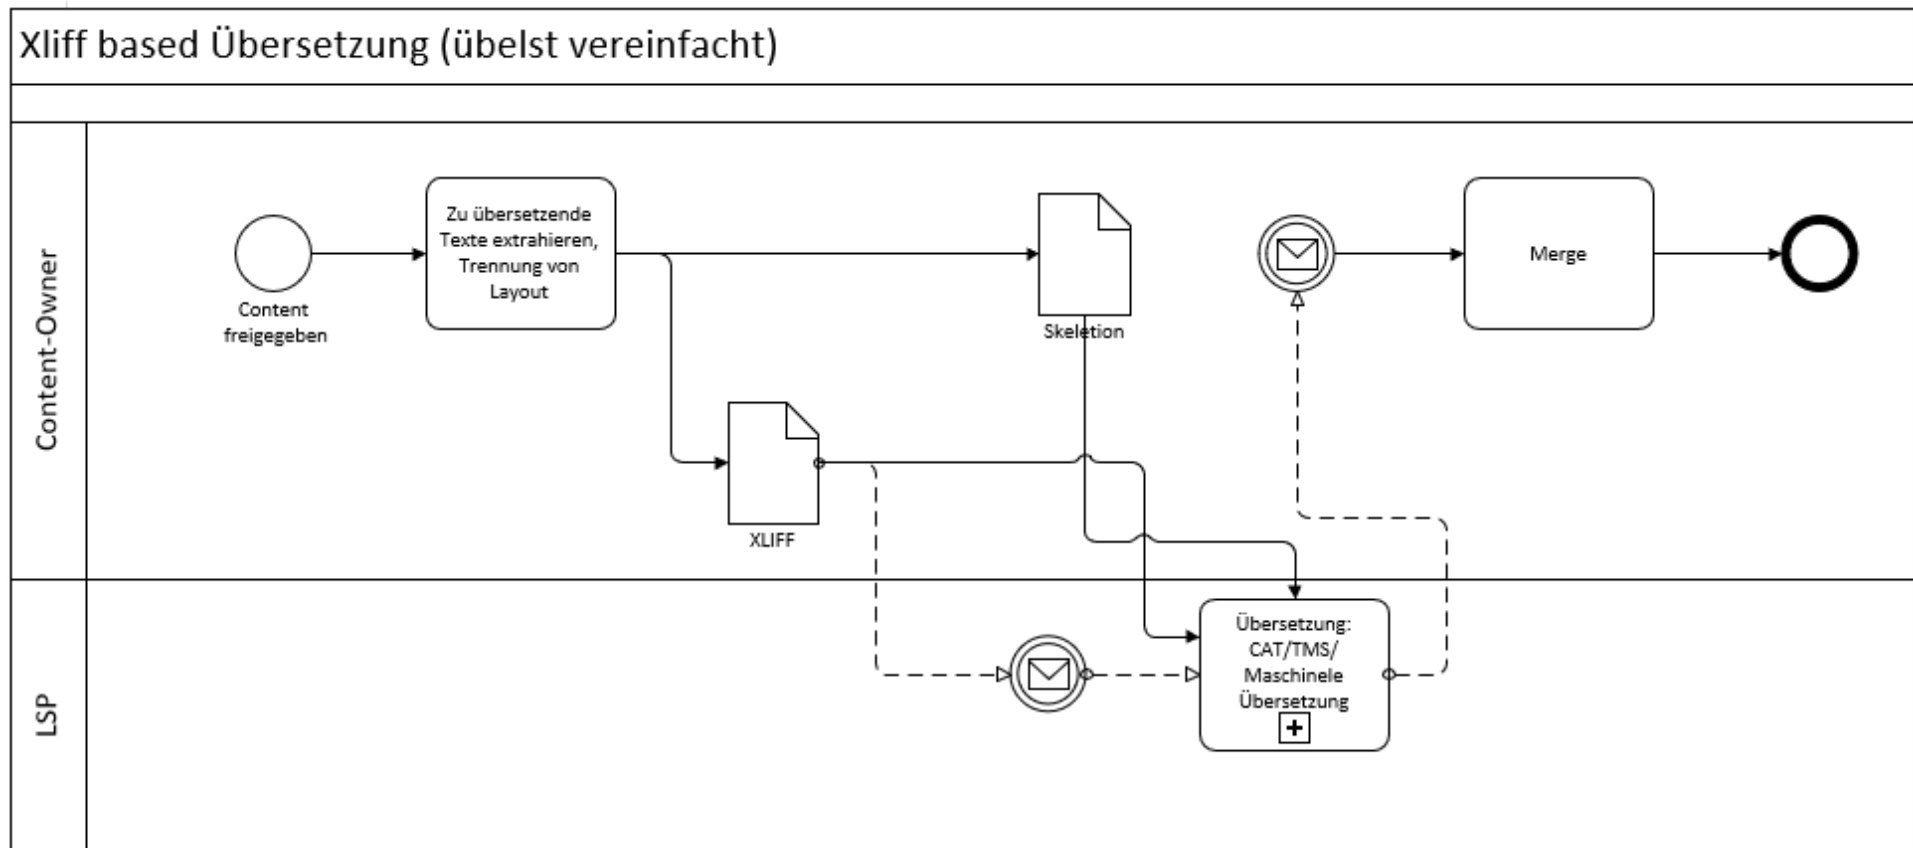 Xliff based Übersetzung (übelst vereinfacht)
Content-Owner
Content
freigegeben
Zu übersetzende
Texte extrahieren,
Trennung von
Layout
Skeletion
Merge
XLIFF
LSP
Übersetzung:
CAT/TMS/
Maschinele
Übersetzung